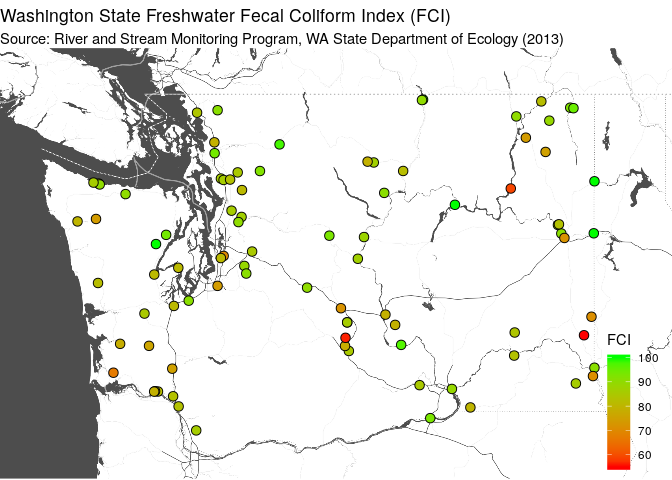 Washington State Freshwater Fecal Coliform Index (FCI)
Source: River and Stream Monitoring Program, WA State Department of Ecology (2013)
FCI
100
90
80
70
60